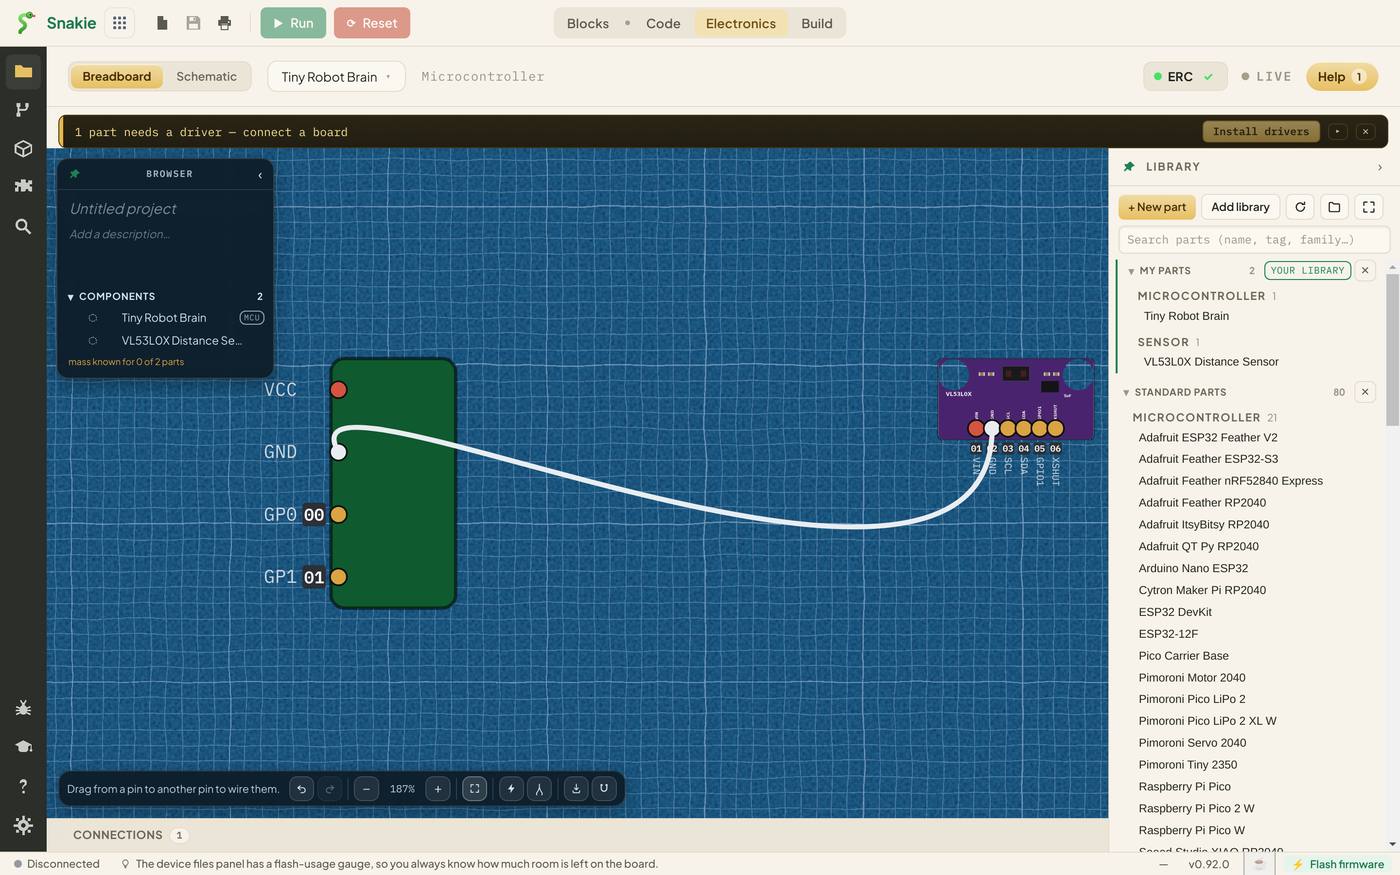 Snakie
Run
Reset
Blocks
Code
Electronics
Build
Breadboard
Schematic
Tiny Robot Brain
Microcontroller
ERC
LIVE
Help 1
1 part needs a driver — connect a board
Install drivers
BROWSER
Untitled project
Add a description...
COMPONENTS 2
Tiny Robot Brain MCU
VL53L0X Distance Se...
mass known for 0 of 2 parts
VCC
GND
GP0 00
GP1 01
VL53L0X
VIN GND SCL SDA GPIO1 XSHUT
01 02 03 04 05 06
VIN GND SCL SDA GPIO1 XSHUT
Drag from a pin to another pin to wire them.
187%
CONNECTIONS 1
LIBRARY
+ New part
Add library
Search parts (name, tag, family…)
MY PARTS 2 YOUR LIBRARY
MICROCONTROLLER 1
Tiny Robot Brain
SENSOR 1
VL53L0X Distance Sensor
STANDARD PARTS 80
MICROCONTROLLER 21
Adafruit ESP32 Feather V2
Adafruit Feather ESP32-S3
Adafruit Feather nRF52840 Express
Adafruit Feather RP2040
Adafruit ItsyBitsy RP2040
Adafruit QT Py RP2040
Arduino Nano ESP32
Cytron Maker Pi RP2040
ESP32 DevKit
ESP32-12F
Pico Carrier Base
Pimoroni Motor 2040
Pimoroni Pico LiPo 2
Pimoroni Pico LiPo 2 XL W
Pimoroni Servo 2040
Pimoroni Tiny 2350
Raspberry Pi Pico
Raspberry Pi Pico 2 W
Raspberry Pi Pico W
Seeed Studio XIAO RP2040
Disconnected
The device files panel has a flash-usage gauge, so you always know how much room is left on the board.
— v0.92.0
Flash firmware